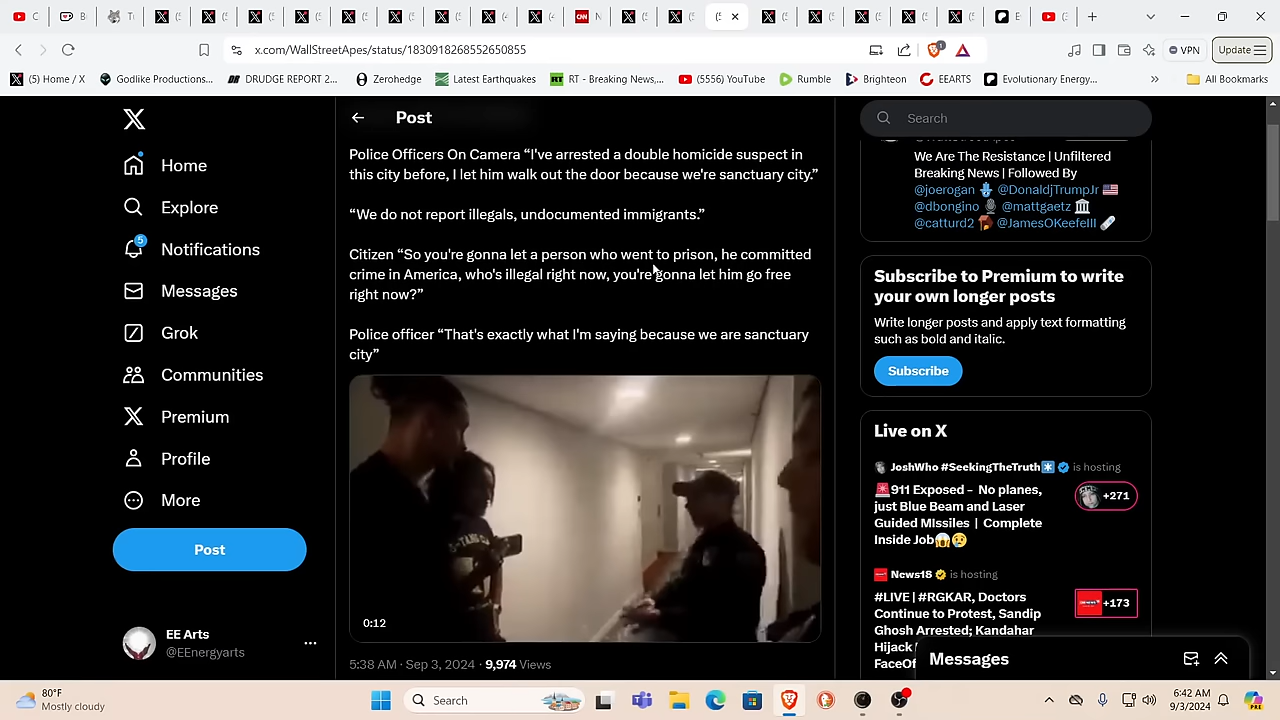 x.com/WallStreetApes/status/1830918268552650855
VPN
Update
(5) Home / X
Godlike Productions...
DRUDGE REPORT 2...
Zerohedge
Latest Earthquakes
RT - Breaking News,...
(5556) YouTube
Rumble
Brighteon
EEARTS
Evolutionary Energy...
All Bookmarks
Home
Explore
5
Notifications
Messages
Grok
Communities
Premium
Profile
More
Post
EE Arts
@EEnergyarts
Post
Police Officers On Camera “I've arrested a double homicide suspect in
this city before, I let him walk out the door because we're sanctuary city.”
“We do not report illegals, undocumented immigrants.”
Citizen “So you're gonna let a person who went to prison, he committed
crime in America, who's illegal right now, you're gonna let him go free
right now?”
Police officer “That's exactly what I'm saying because we are sanctuary
city”
0:12
5:38 AM · Sep 3, 2024 · 9,974 Views
Search
We Are The Resistance | Unfiltered
Breaking News | Followed By
@joerogan @DonaldjTrumpJr
@dbongino @mattgaetz
@catturd2 @JamesOKeefeIII
Subscribe to Premium to write
your own longer posts
Write longer posts and apply text formatting
such as bold and italic.
Subscribe
Live on X
JoshWho #SeekingTheTruth is hosting
911 Exposed - No planes,
just Blue Beam and Laser
Guided MIssiles | Complete
Inside Job
+271
News18 is hosting
#LIVE | #RGKAR, Doctors
Continue to Protest, Sandip
Ghosh Arrested; Kandahar
Hijack
FaceOf
+173
Messages
80°F
Mostly cloudy
Search
6:42 AM
9/3/2024